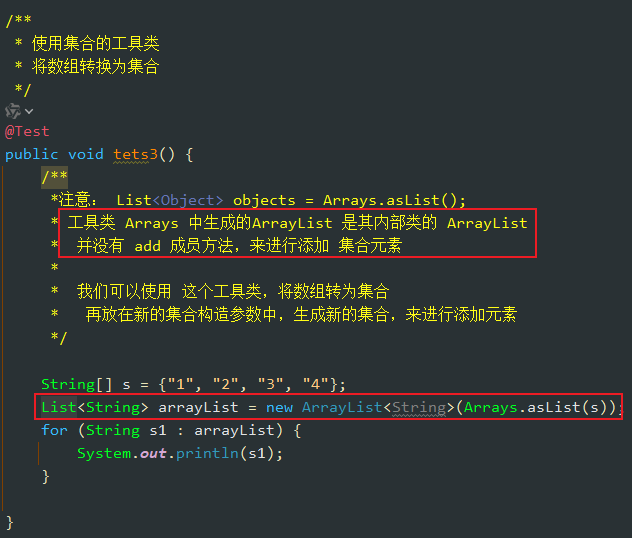 /**
 * 使用集合的工具类
 * 将数组转换为集合
 */
@Test
public void tets3() {
    /**
     *注意： List<Object> objects = Arrays.asList();
     * 工具类 Arrays 中生成的ArrayList 是其内部类的 ArrayList
     *  并没有 add 成员方法，来进行添加 集合元素
     *
     *  我们可以使用 这个工具类，将数组转为集合
     *   再放在新的集合构造参数中，生成新的集合，来进行添加元素
     */
    String[] s = {"1", "2", "3", "4"};
    List<String> arrayList = new ArrayList<String>(Arrays.asList(s));
    for (String s1 : arrayList) {
        System.out.println(s1);
    }
}